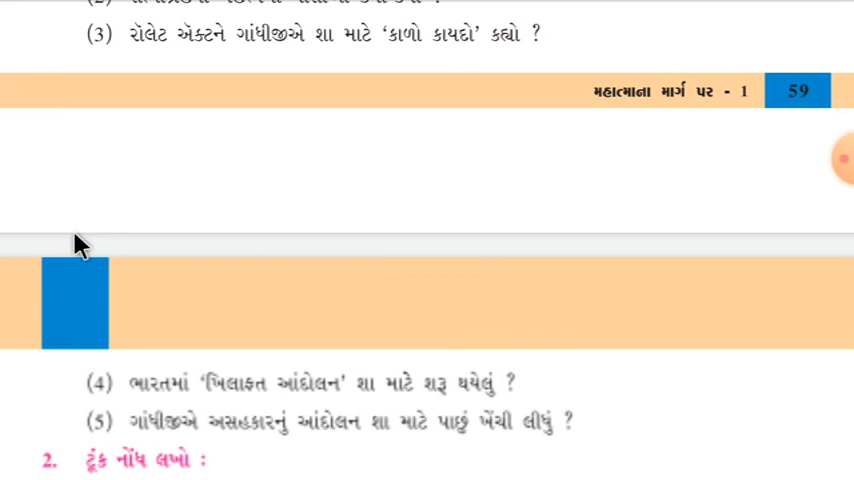 (3) રૉલેટ ઍક્ટને ગાંધીજીએ શા માટે ‘કાળો કાયદો’ કહ્યો ?
મહાત્માના માર્ગ પર - 1 59
(4) ભારતમાં ‘ખિલાફત આંદોલન’ શા માટે શરૂ થયેલું ?
(5) ગાંધીજીએ અસહકારનું આંદોલન શા માટે પાછું ખેંચી લીધું ?
2. ટૂંક નોંધ લખો :